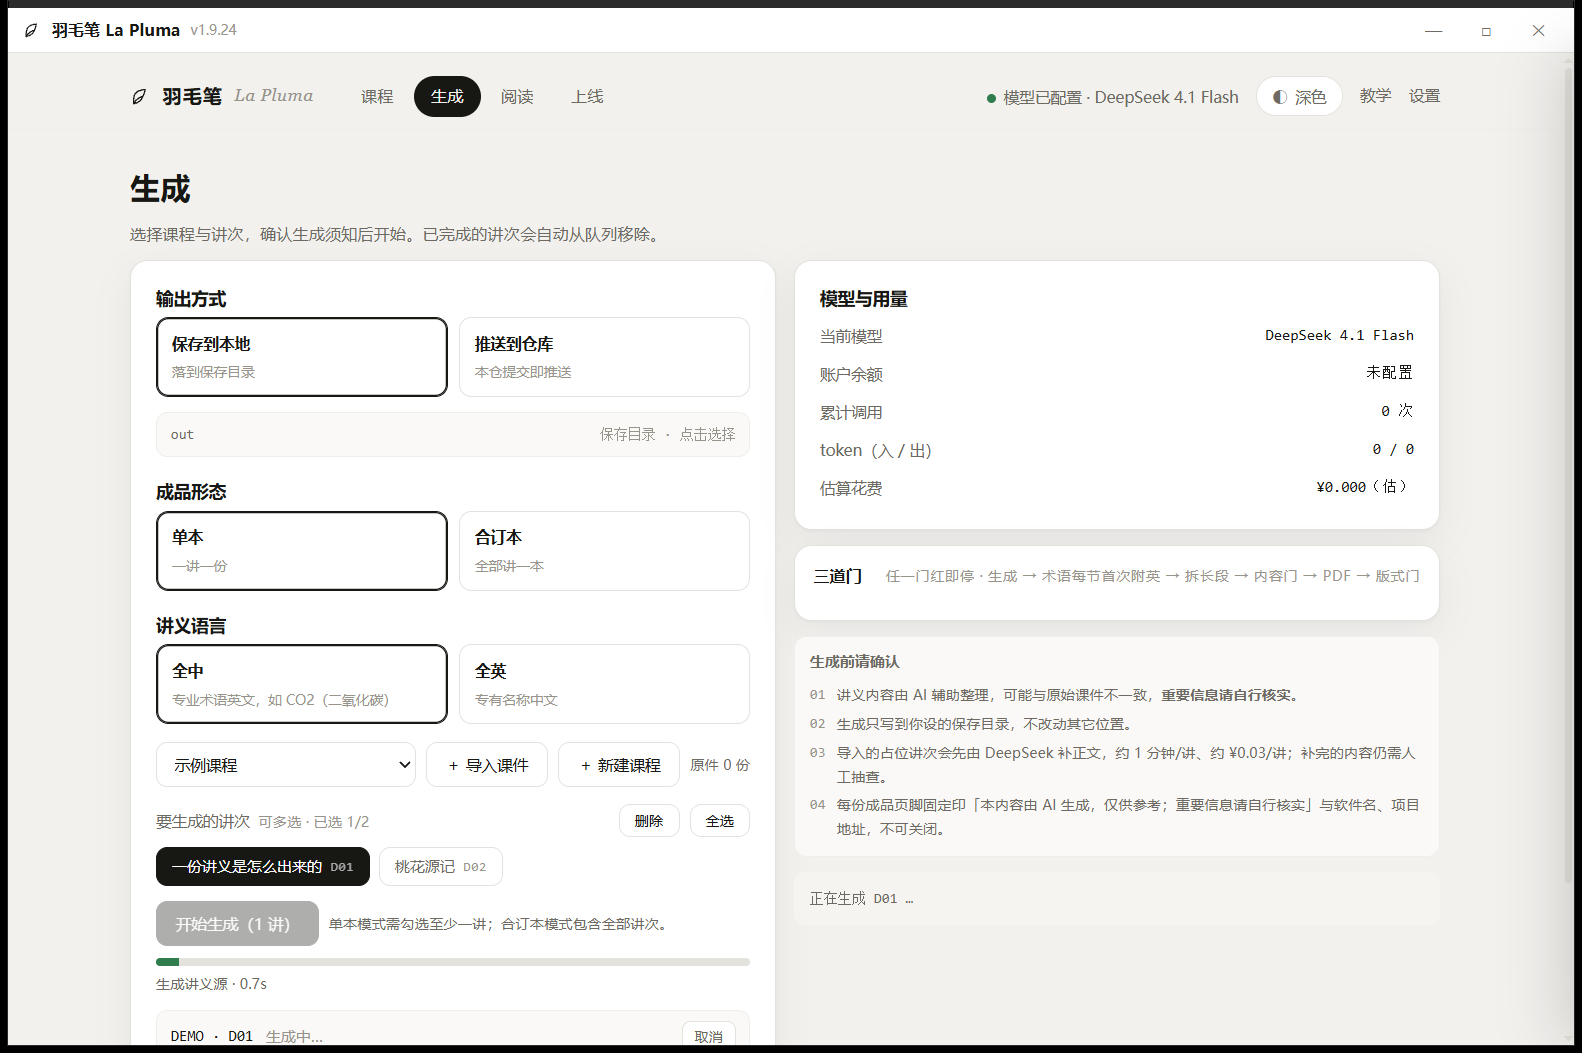 羽毛笔 La Pluma v1.9.24
羽毛笔 La Pluma 课程 生成 阅读 上线 模型已配置 · DeepSeek 4.1 Flash 深色 教学 设置
生成
选择课程与讲次，确认生成须知后开始。已完成的讲次会自动从队列移除。
输出方式
保存到本地
落到保存目录
推送到仓库
本仓提交即推送
out 保存目录 · 点击选择
成品形态
单本
一讲一份
合订本
全部讲一本
讲义语言
全中
专业术语英文，如 CO2（二氧化碳）
全英
专有名称中文
示例课程 + 导入课件 + 新建课程 原件 0 份
要生成的讲次 可多选 · 已选 1/2 删除 全选
一份讲义是怎么出来的 D01 桃花源记 D02
开始生成（1 讲） 单本模式需勾选至少一讲；合订本模式包含全部讲次。
生成讲义源 · 0.7s
DEMO · D01 生成中… 取消
模型与用量
当前模型 DeepSeek 4.1 Flash
账户余额 未配置
累计调用 0 次
token（入 / 出） 0 / 0
估算花费 ¥0.000（估）
三道门 任一门红即停 · 生成 → 术语每节首次附英 → 拆长段 → 内容门 → PDF → 版式门
生成前请确认
01 讲义内容由 AI 辅助整理，可能与原始课件不一致，重要信息请自行核实。
02 生成只写到你设的保存目录，不改动其它位置。
03 导入的占位讲次会先由 DeepSeek 补正文，约 1 分钟/讲、约 ¥0.03/讲；补完的内容仍需人
工抽查。
04 每份成品页脚固定印「本内容由 AI 生成，仅供参考；重要信息请自行核实」与软件名、项目
地址，不可关闭。
正在生成 D01 …